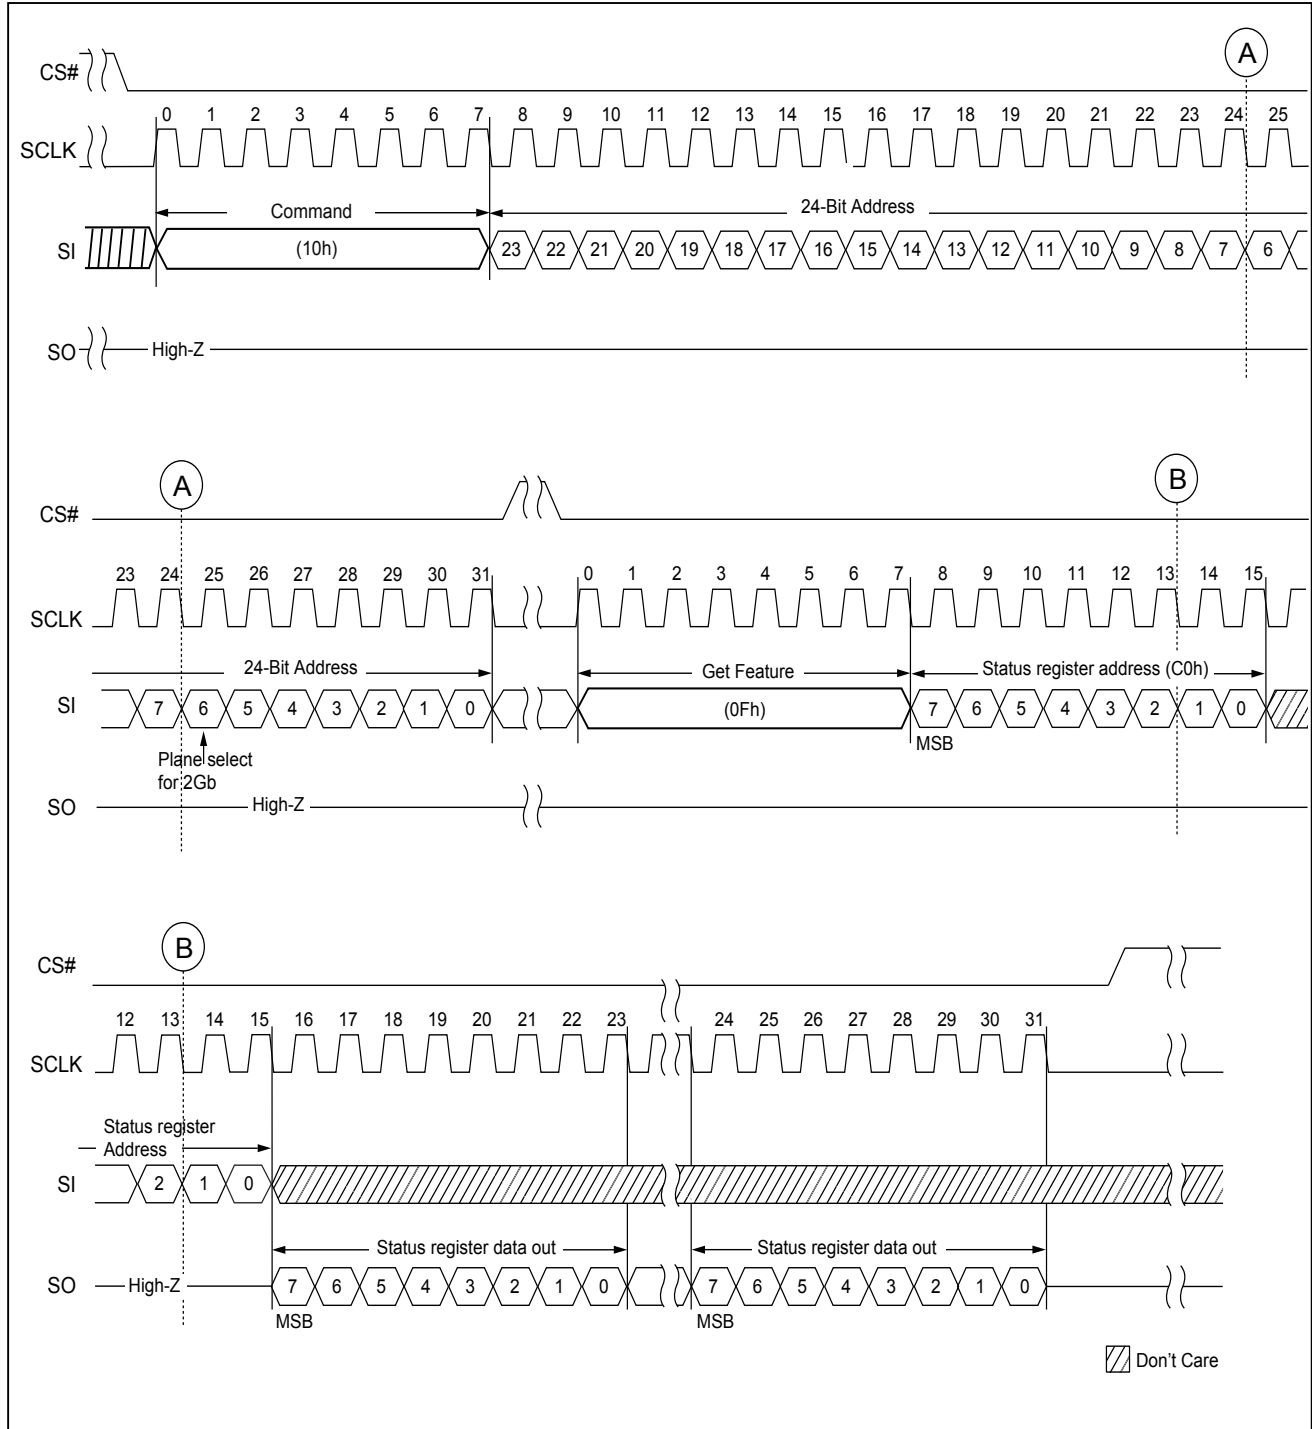 A
CS#
0 1 2 3 4 5 6 7 8 9 10 11 12 13 14 15 16 17 18 19 20 21 22 23 24 25
SCLK
Command 24-Bit Address
SI (10h) 23 22 21 20 19 18 17 16 15 14 13 12 11 10 9 8 7 6
SO High-Z
A B
CS#
23 24 25 26 27 28 29 30 31 0 1 2 3 4 5 6 7 8 9 10 11 12 13 14 15
SCLK
24-Bit Address Get Feature Status register address (C0h)
SI 7 6 5 4 3 2 1 0 (0Fh) 7 6 5 4 3 2 1 0
MSB
Plane select
for 2Gb
SO High-Z
B
CS#
12 13 14 15 16 17 18 19 20 21 22 23 24 25 26 27 28 29 30 31
SCLK
Status register
Address
SI 2 1 0
Status register data out Status register data out
SO High-Z 7 6 5 4 3 2 1 0 7 6 5 4 3 2 1 0
MSB MSB
Don't Care